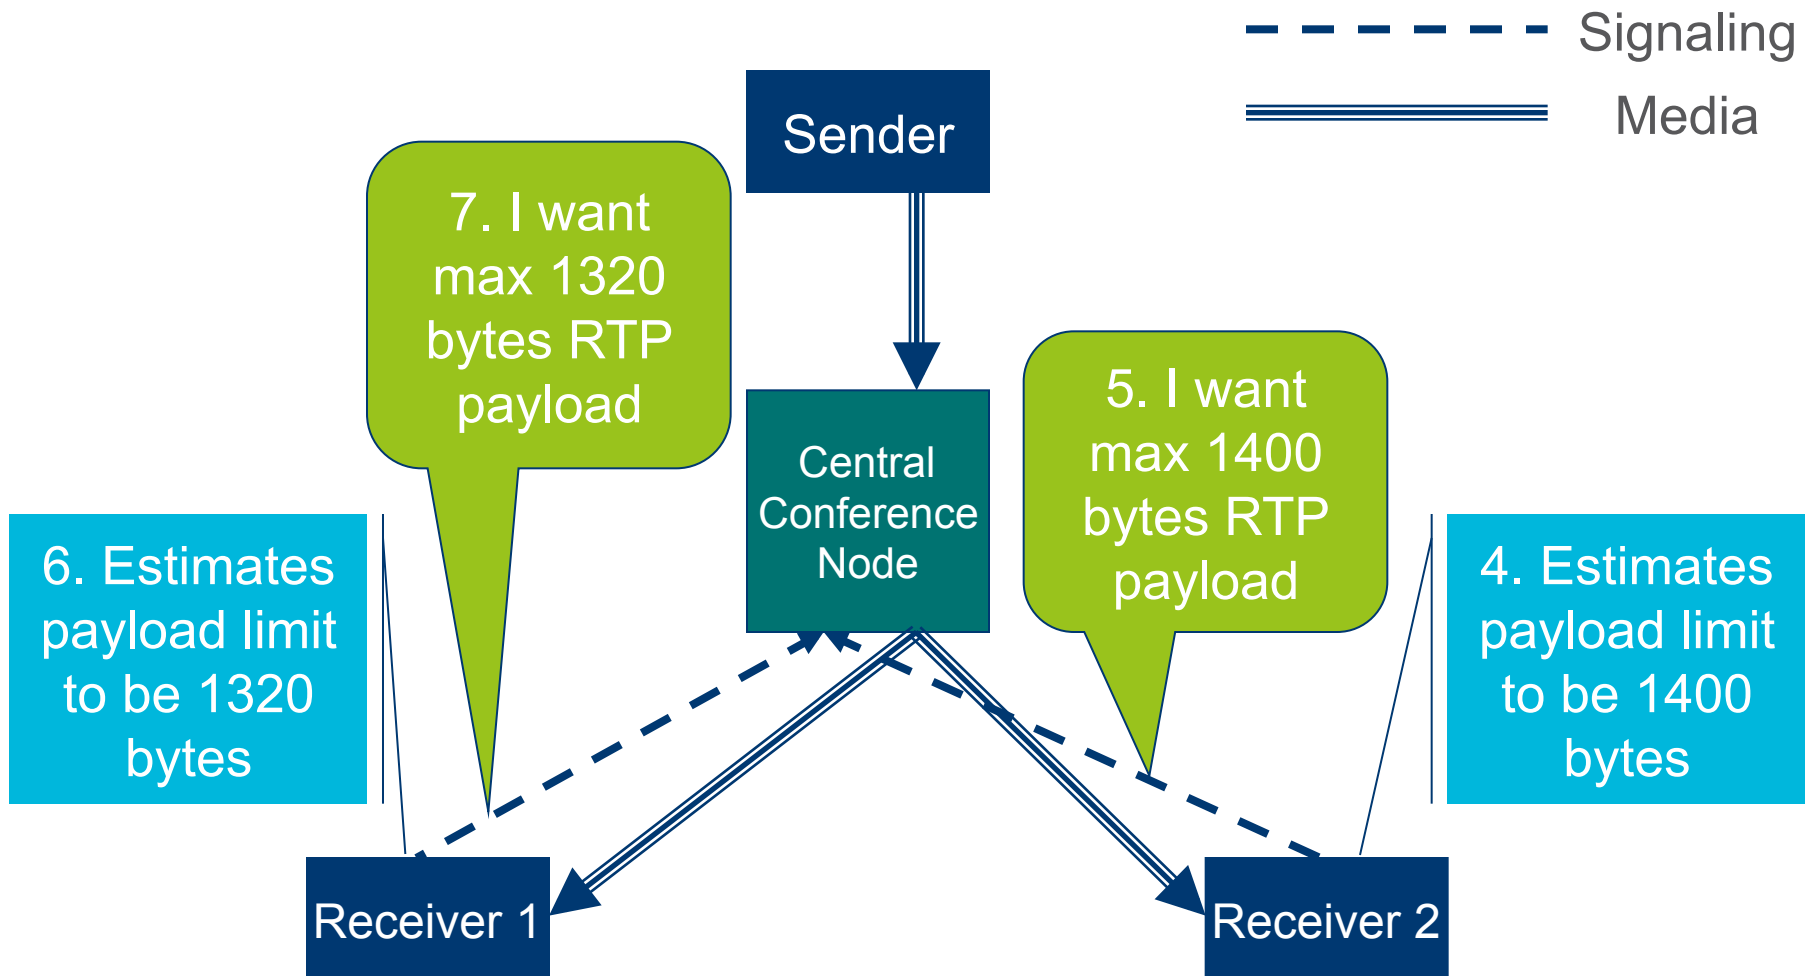 Signaling
Media
Sender
7. I want
max 1320
bytes RTP
payload
5. I want
max 1400
bytes RTP
payload
Central
Conference
Node
6. Estimates
payload limit
to be 1320
bytes
4. Estimates
payload limit
to be 1400
bytes
Receiver 1
Receiver 2